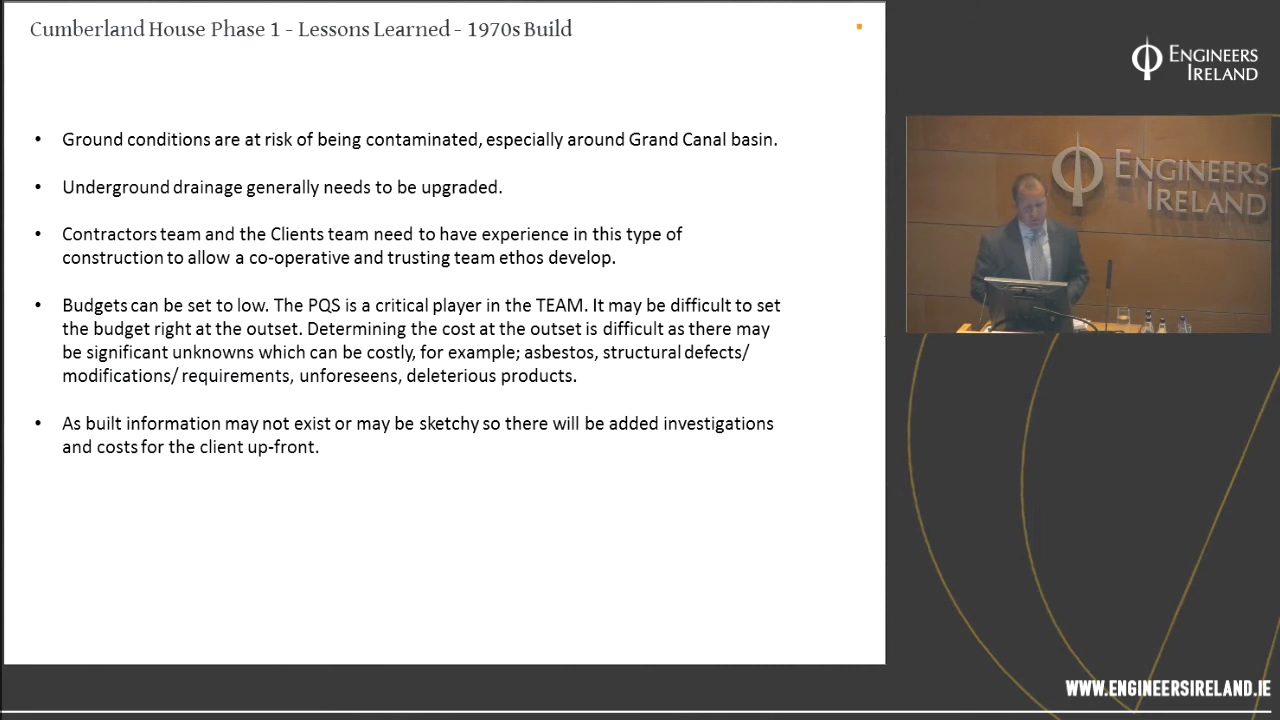 Cumberland House Phase 1 - Lessons Learned - 1970s Build
• Ground conditions are at risk of being contaminated, especially around Grand Canal basin.
• Underground drainage generally needs to be upgraded.
• Contractors team and the Clients team need to have experience in this type of
construction to allow a co-operative and trusting team ethos develop.
• Budgets can be set to low. The PQS is a critical player in the TEAM. It may be difficult to set
the budget right at the outset. Determining the cost at the outset is difficult as there may
be significant unknowns which can be costly, for example; asbestos, structural defects/
modifications/ requirements, unforeseens, deleterious products.
• As built information may not exist or may be sketchy so there will be added investigations
and costs for the client up-front.
ENGINEERS
IRELAND
ENGINEERS
IRELAND
WWW.ENGINEERSIRELAND.IE